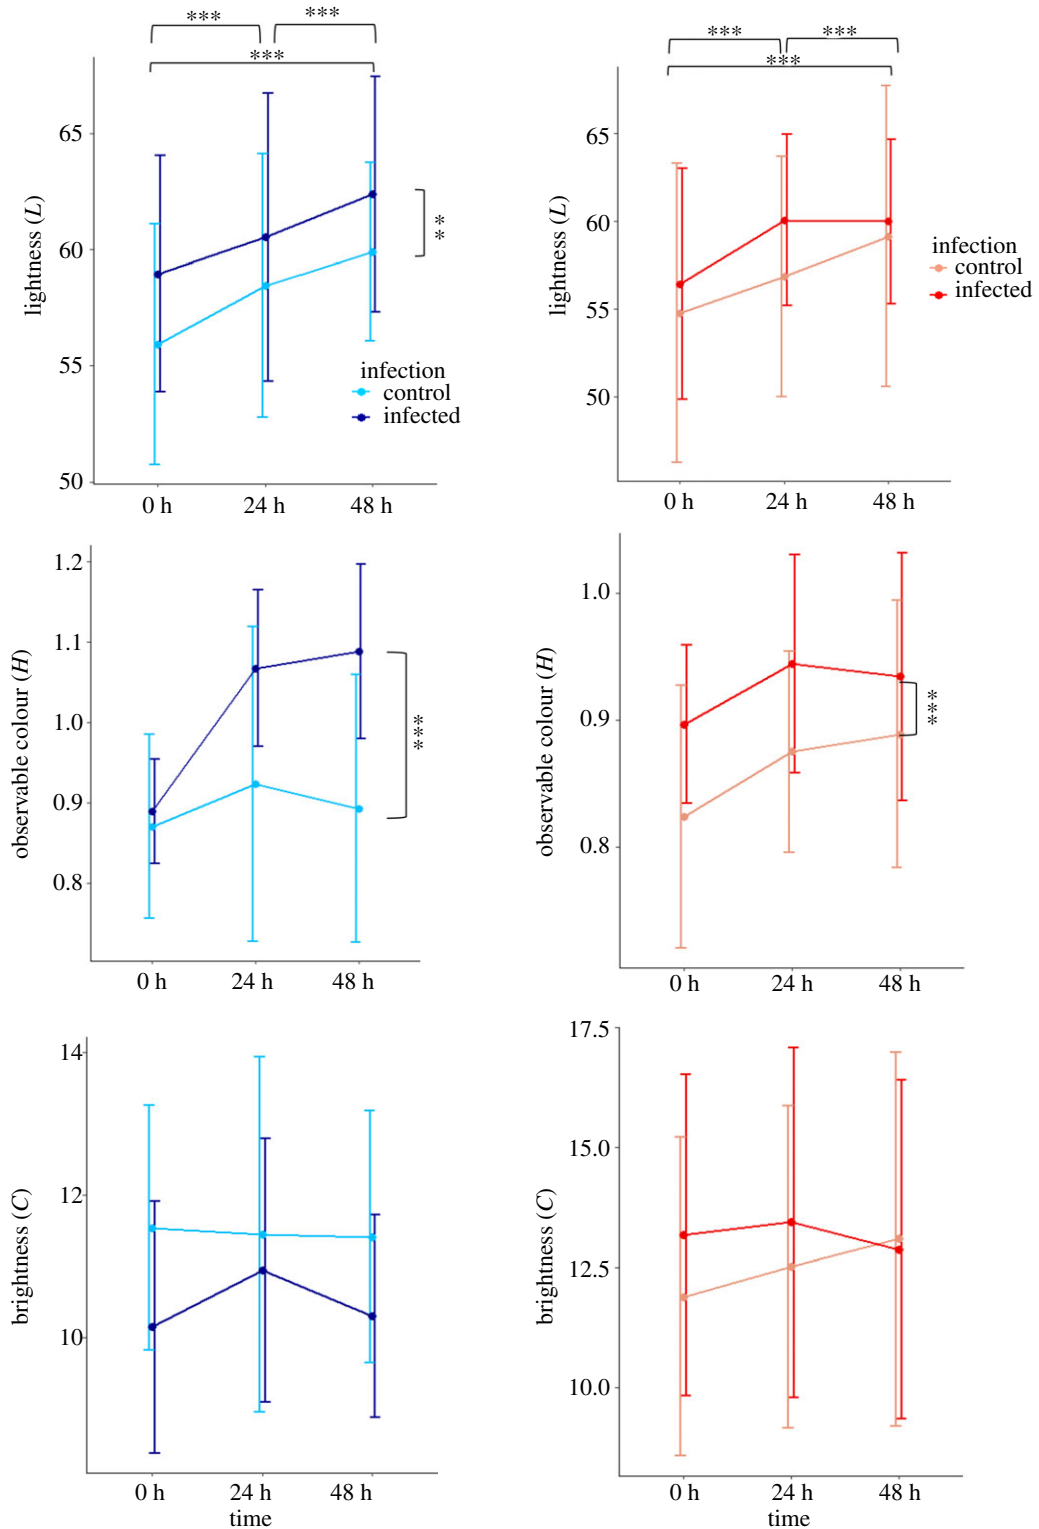 *** ***
***
65
60
55
50
lightness (L)
**
infection
control
infected
0 h 24 h 48 h
*** ***
***
65
60
55
50
lightness (L)
infection
control
infected
0 h 24 h 48 h
1.2
1.1
1.0
0.9
0.8
observable colour (H)
***
0 h 24 h 48 h
1.0
0.9
0.8
observable colour (H)
***
0 h 24 h 48 h
14
12
10
brightness (C)
0 h 24 h 48 h
time
17.5
15.0
12.5
10.0
brightness (C)
0 h 24 h 48 h
time